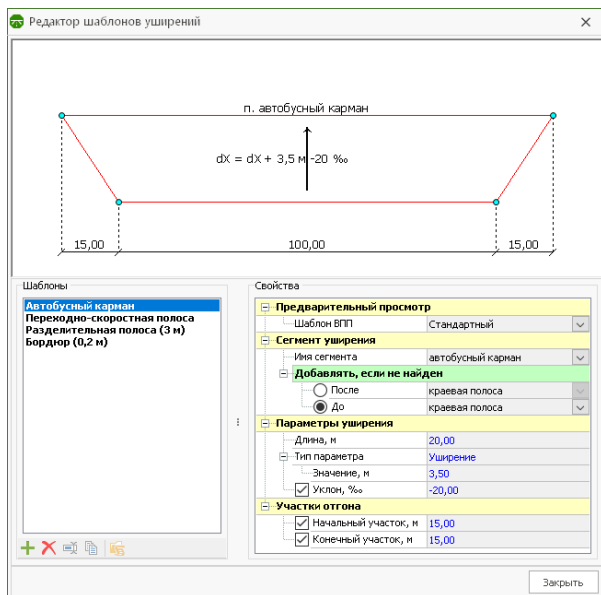 Редактор шаблонов уширений
п. автобусный карман
dX = dX + 3,5 м -20 ‰
15,00 100,00 15,00
Шаблоны
Автобусный карман
Переходно-скоростная полоса
Разделительная полоса (3 м)
Бордюр (0,2 м)
Свойства
Предварительный просмотр
Шаблон ВПП Стандартный
Сегмент уширения
Имя сегмента автобусный карман
Добавлять, если не найден
После краевая полоса
До краевая полоса
Параметры уширения
Длина, м 20,00
Тип параметра Уширение
Значение, м 3,50
Уклон, ‰ -20,00
Участки отгона
Начальный участок, м 15,00
Конечный участок, м 15,00
Закрыть